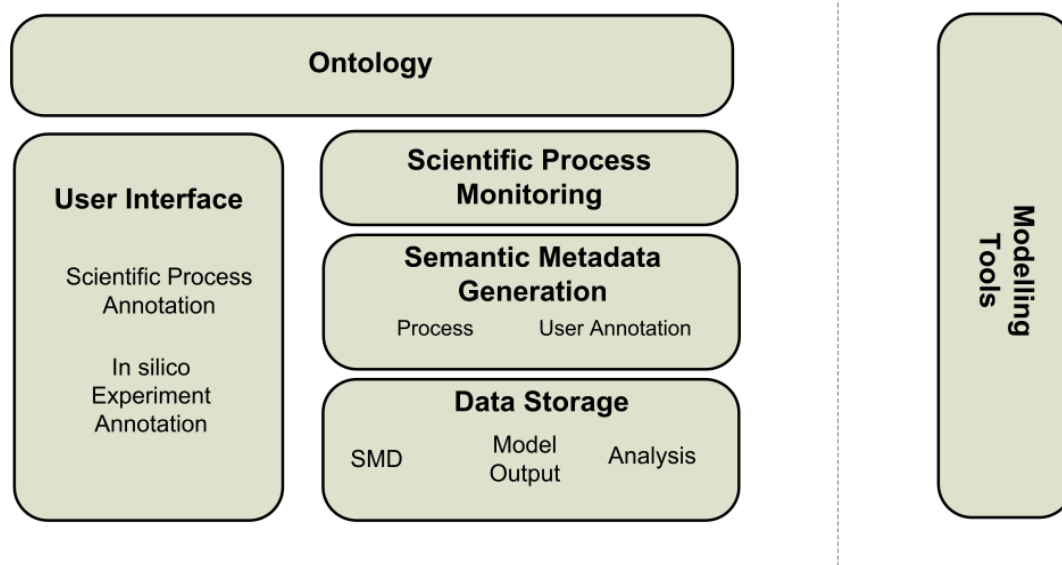 Ontology
User Interface
Scientific Process
Annotation
In silico
Experiment
Annotation
Scientific Process
Monitoring
Semantic Metadata
Generation
Process
User Annotation
Data Storage
SMD
Model
Output
Analysis
Modelling
Tools